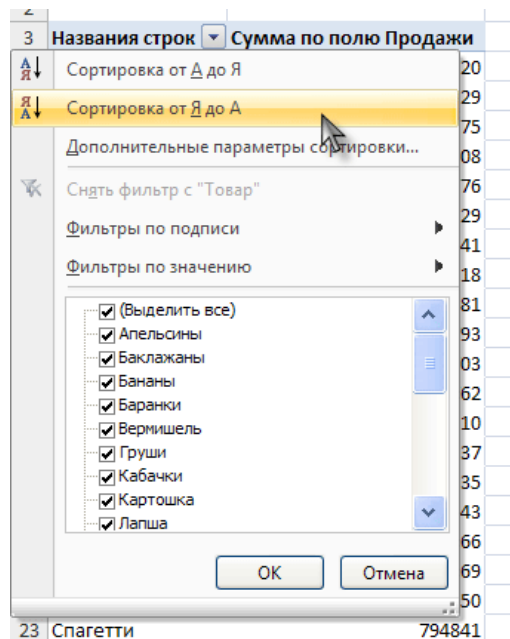 2
3 Названия строк Сумма по полю Продажи
Сортировка от А до Я 20
29
Сортировка от Я до А
75
Дополнительные параметры сортировки...
08
Снять фильтр с "Товар" 76
29
Фильтры по подписи
41
Фильтры по значению
18
(Выделить все) 81
Апельсины 93
Баклажаны 03
Бананы 62
Баранки
Вермишель 10
Груши 37
Кабачки 35
Картошка 43
Лапша
66
ОК Отмена 69
50
23 Спагетти 794841